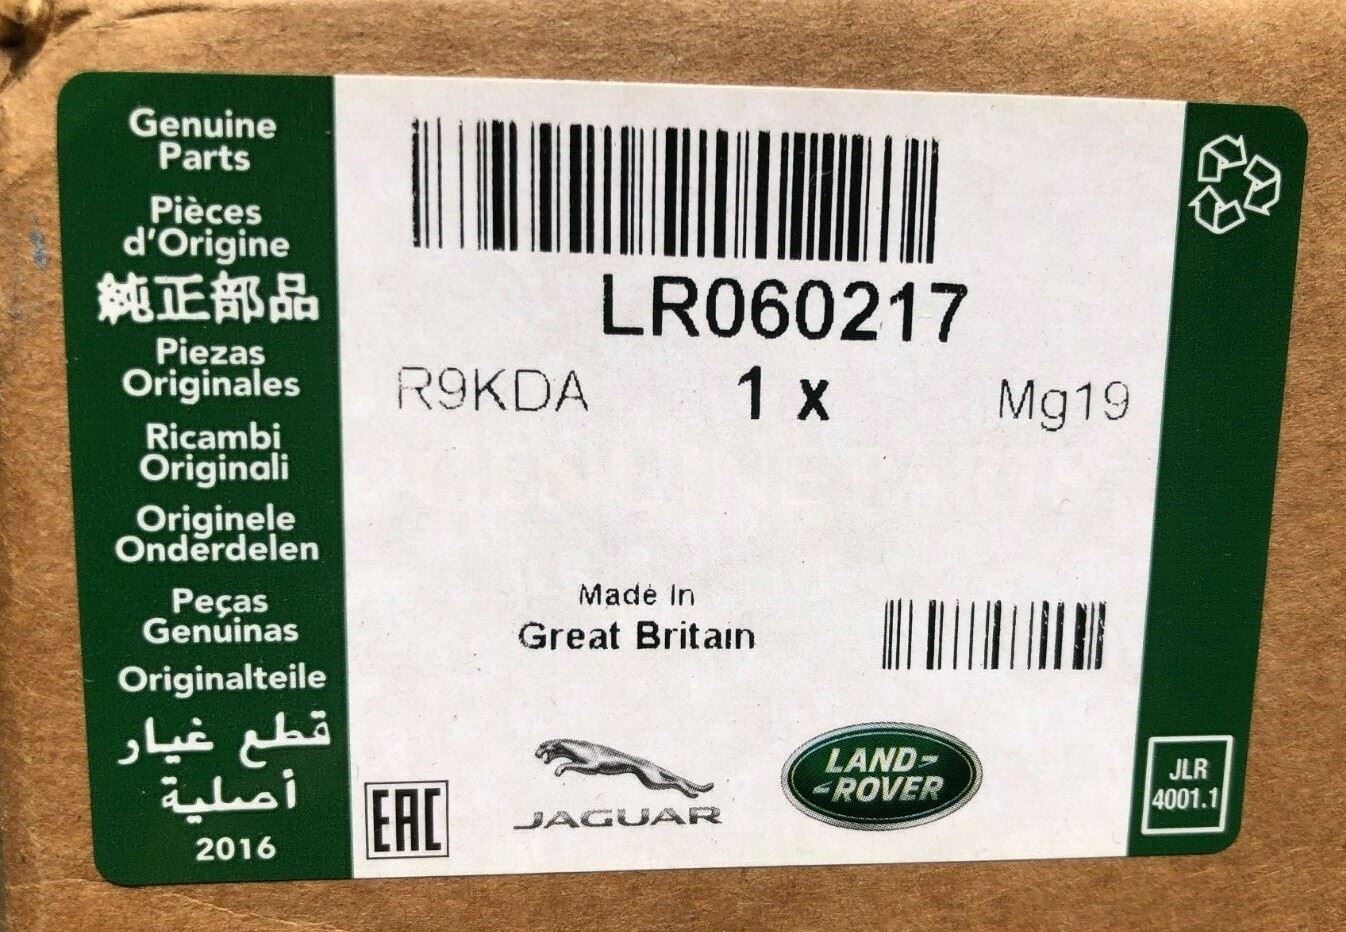 Genuine
Parts
Pièces
d'Origine
純正部品
Piezas
Originales
Ricambi
Originali
Originele
Onderdelen
Peças
Genuinas
Originalteile
قطع غيار
أصلية
2016
LR060217
R9KDA 1 x Mg19
Made In
Great Britain
EAC
JAGUAR
LAND-
-ROVER
JLR
4001.1